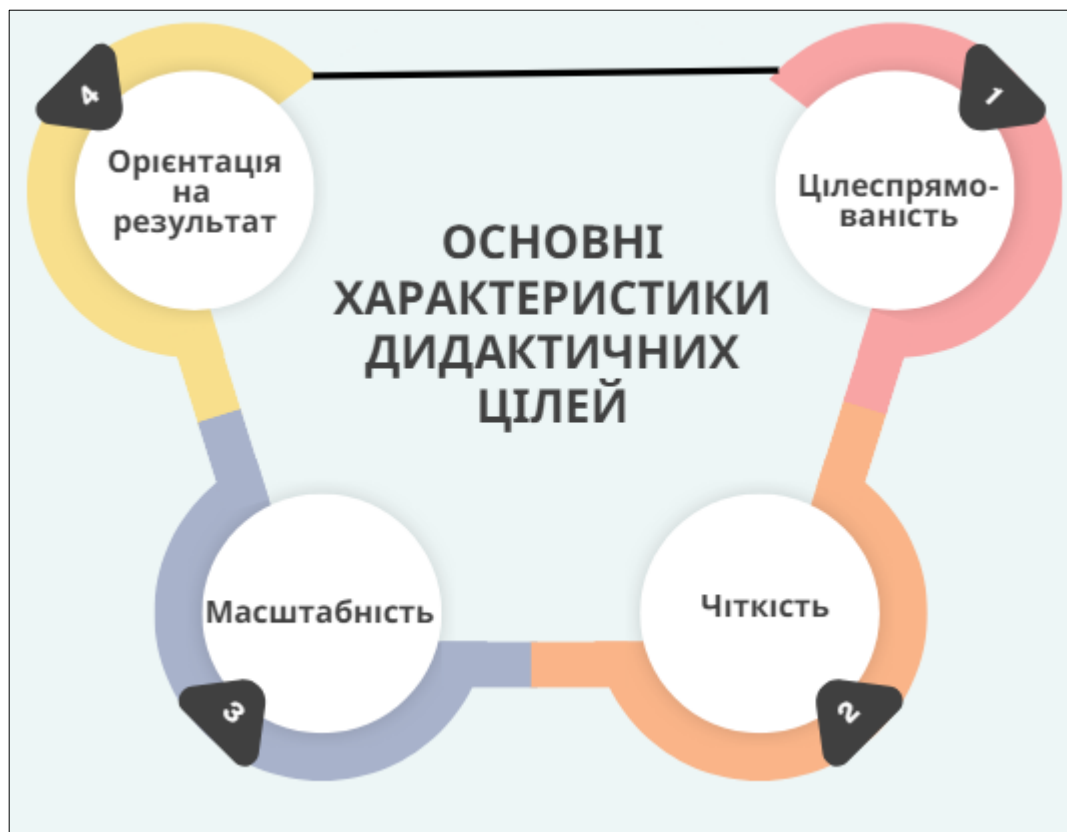 ОСНОВНІ
ХАРАКТЕРИСТИКИ
ДИДАКТИЧНИХ
ЦІЛЕЙ
1
Цілеспрямо-
ваність
2
Чіткість
3
Масштабність
4
Орієнтація
на
результат